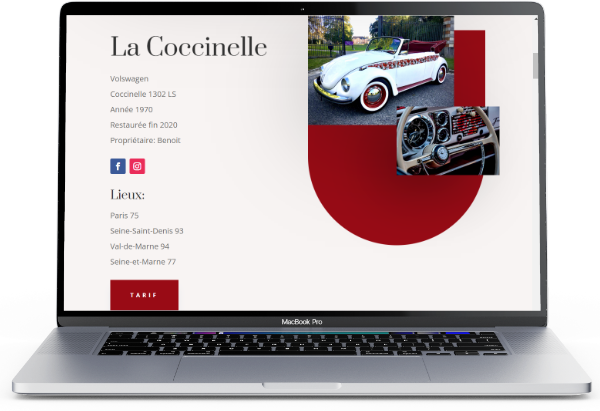 La Coccinelle
Volswagen
Coccinelle 1302 LS
Année 1970
Restaurée fin 2020
Propriétaire: Benoit
Lieux:
Paris 75
Seine-Saint-Denis 93
Val-de-Marne 94
Seine-et-Marne 77
TARIF
MacBook Pro